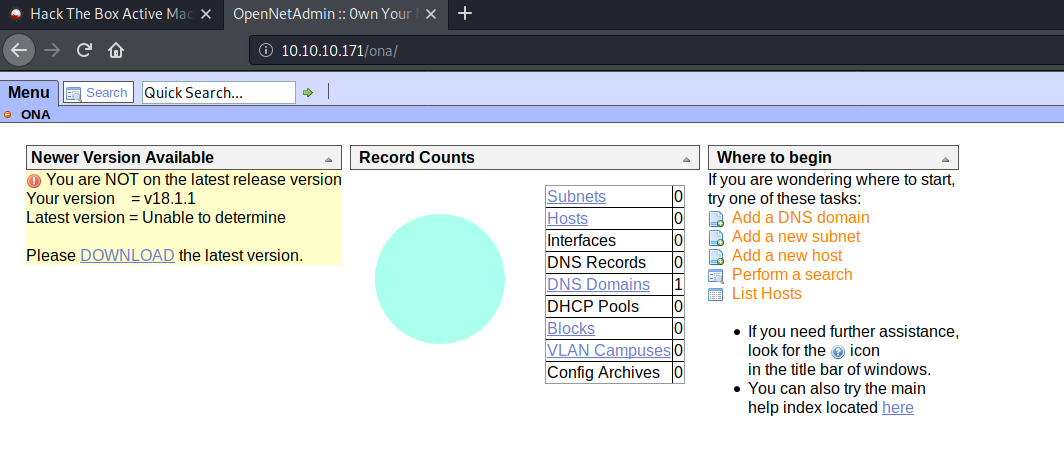 Hack The Box Active Mac
OpenNetAdmin :: 0wn Your
10.10.10.171/ona/
Menu
Search
Quick Search...
ONA
Newer Version Available
You are NOT on the latest release version
Your version = v18.1.1
Latest version = Unable to determine
Please DOWNLOAD the latest version.
Record Counts
Subnets 0
Hosts 0
Interfaces 0
DNS Records 0
DNS Domains 1
DHCP Pools 0
Blocks 0
VLAN Campuses 0
Config Archives 0
Where to begin
If you are wondering where to start,
try one of these tasks:
Add a DNS domain
Add a new subnet
Add a new host
Perform a search
List Hosts
• If you need further assistance,
look for the ? icon
in the title bar of windows.
• You can also try the main
help index located here